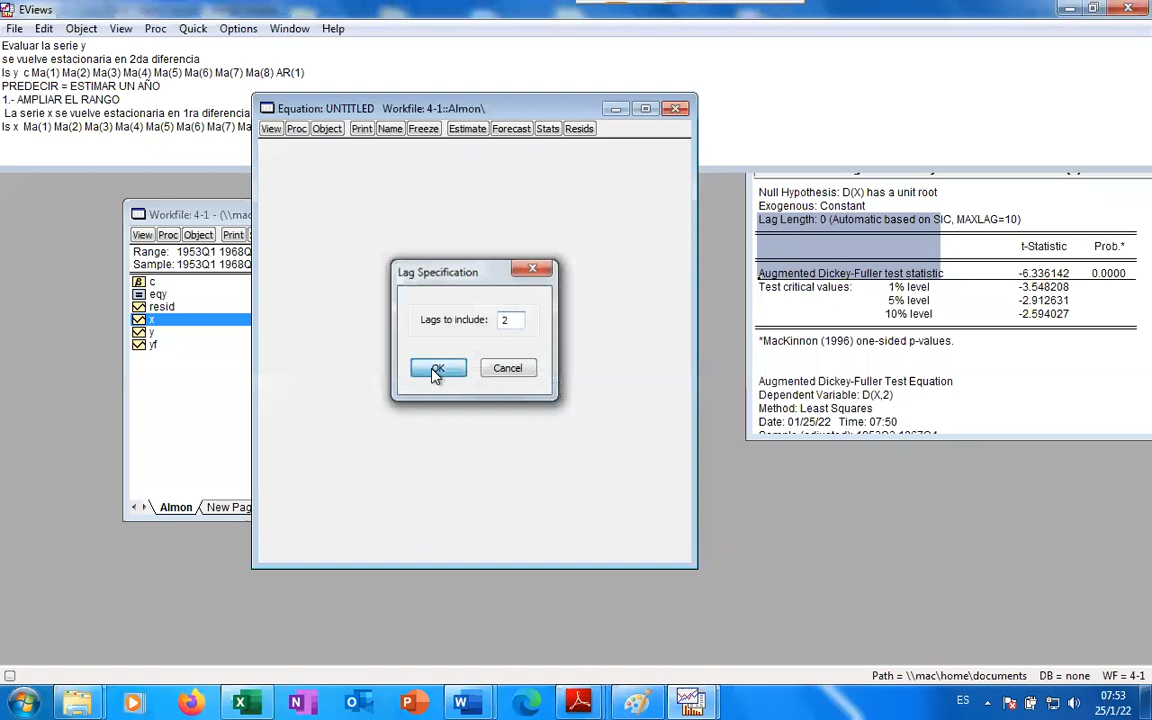 EViews
File Edit Object View Proc Quick Options Window Help
Evaluar la serie y
se vuelve estacionaria en 2da diferencia
ls y c Ma(1) Ma(2) Ma(3) Ma(4) Ma(5) Ma(6) Ma(7) Ma(8) AR(1)
PREDECIR = ESTIMAR UN AÑO
1.- AMPLIAR EL RANGO
La serie x se vuelve estacionaria en 1ra diferencia
ls x Ma(1) Ma(2) Ma(3) Ma(4) Ma(5) Ma(6) Ma(7) Ma
Equation: UNTITLED Workfile: 4-1::Almon\
View Proc Object Print Name Freeze Estimate Forecast Stats Resids
Lag Specification
Lags to include: 2
OK Cancel
Workfile: 4-1 - (\\mac
View Proc Object Print
Range: 1953Q1 1968Q
Sample: 1953Q1 1968Q
c
eqy
resid
x
y
yf
Almon New Pag
Null Hypothesis: D(X) has a unit root
Exogenous: Constant
Lag Length: 0 (Automatic based on SIC, MAXLAG=10)
t-Statistic Prob.*
Augmented Dickey-Fuller test statistic -6.336142 0.0000
Test critical values: 1% level -3.548208
5% level -2.912631
10% level -2.594027
*MacKinnon (1996) one-sided p-values.
Augmented Dickey-Fuller Test Equation
Dependent Variable: D(X,2)
Method: Least Squares
Date: 01/25/22 Time: 07:50
Sample (adjusted): 1953Q3 1967Q4
Path = \\mac\home\documents DB = none WF = 4-1
ES 07:53
25/1/22